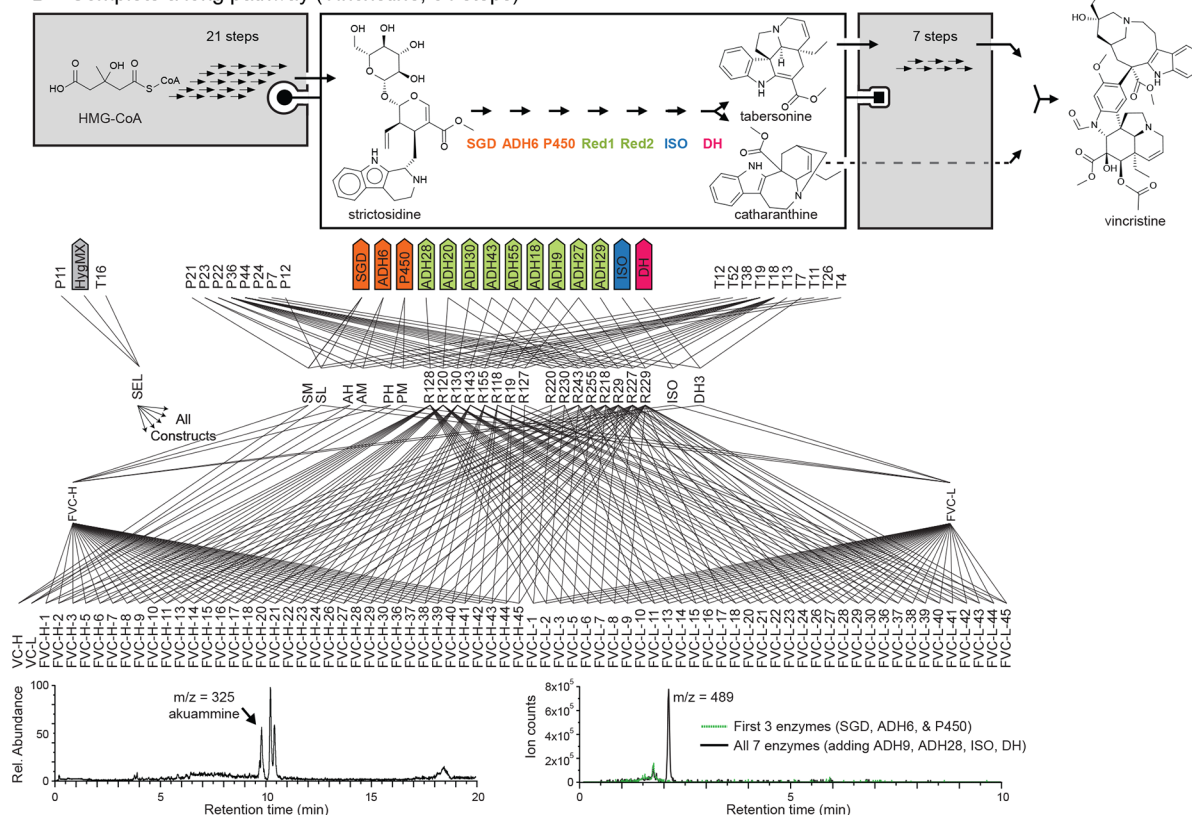 21 steps
HMG-CoA
strictosidine
SGD ADH6 P450 Red1 Red2 ISO DH
tabersonine
catharanthine
7 steps
vincristine
P11
HygMX
T16
P21
P23
P22
P36
P44
P24
P7
P12
SGD
ADH6
P450
ADH28
ADH20
ADH30
ADH43
ADH55
ADH18
ADH9
ADH27
ADH29
ISO
DH
T12
T52
T38
T19
T18
T13
T7
T11
T26
T4
SEL
All
Constructs
SM
SL
AH
AM
PH
PM
R128
R120
R130
R143
R155
R118
R19
R127
R220
R230
R243
R255
R218
R29
R227
R229
ISO
DH3
FVC-H
FVC-L
VC-H
VC-L
FVC-H-1
FVC-H-2
FVC-H-3
FVC-H-5
FVC-H-6
FVC-H-7
FVC-H-8
FVC-H-9
FVC-H-10
FVC-H-11
FVC-H-13
FVC-H-14
FVC-H-15
FVC-H-16
FVC-H-17
FVC-H-18
FVC-H-20
FVC-H-21
FVC-H-22
FVC-H-23
FVC-H-24
FVC-H-26
FVC-H-27
FVC-H-28
FVC-H-29
FVC-H-30
FVC-H-36
FVC-H-37
FVC-H-38
FVC-H-39
FVC-H-40
FVC-H-41
FVC-H-42
FVC-H-43
FVC-H-44
FVC-H-45
FVC-L-1
FVC-L-2
FVC-L-3
FVC-L-5
FVC-L-6
FVC-L-7
FVC-L-8
FVC-L-9
FVC-L-10
FVC-L-11
FVC-L-13
FVC-L-14
FVC-L-15
FVC-L-16
FVC-L-17
FVC-L-18
FVC-L-20
FVC-L-21
FVC-L-22
FVC-L-23
FVC-L-24
FVC-L-26
FVC-L-27
FVC-L-28
FVC-L-29
FVC-L-30
FVC-L-36
FVC-L-37
FVC-L-38
FVC-L-39
FVC-L-40
FVC-L-41
FVC-L-42
FVC-L-43
FVC-L-44
FVC-L-45
Rel. Abundance
100
50
0
m/z = 325
akuammine
0 5 10 15 20
Retention time (min)
Ion counts
8x10⁵
6x10⁵
4x10⁵
2x10⁵
0
m/z = 489
First 3 enzymes (SGD, ADH6, & P450)
All 7 enzymes (adding ADH9, ADH28, ISO, DH)
0 5 10
Retention time (min)